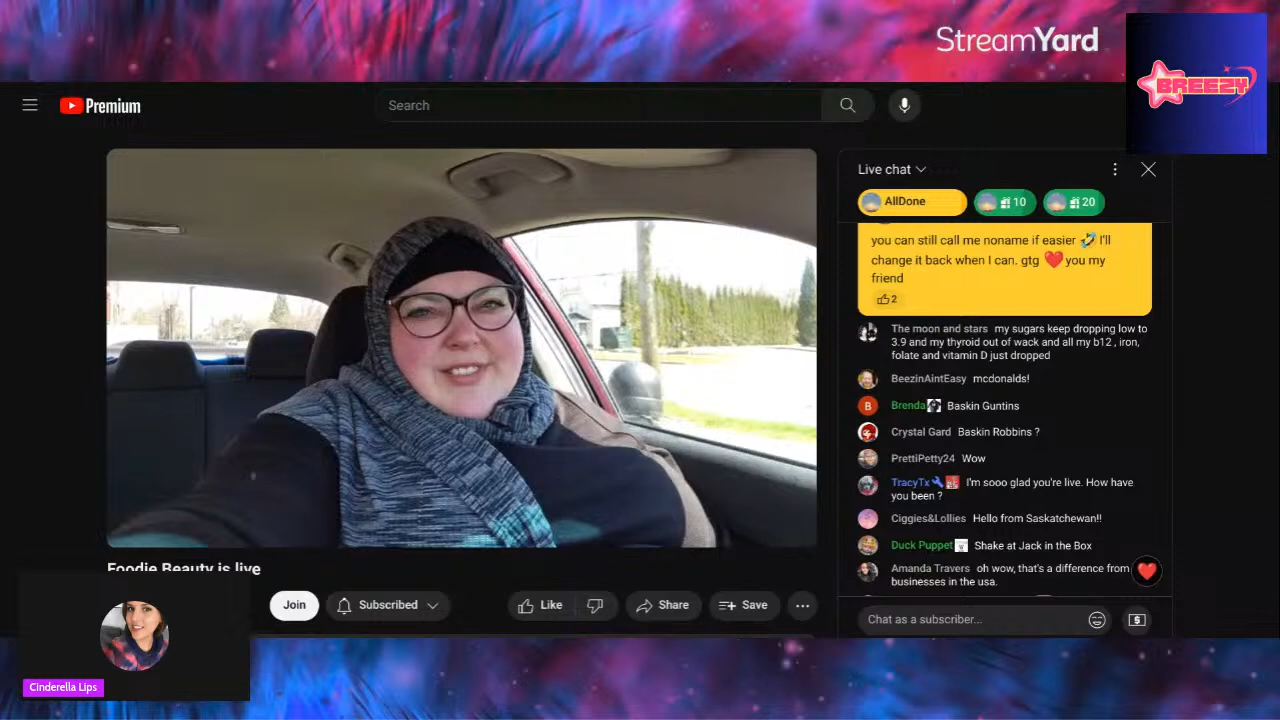 StreamYard
BREEZY
Premium
Search
Live chat
AllDone
10
20
you can still call me noname if easier 🤣 I'll
change it back when I can. gtg ❤️ you my
friend
2
The moon and stars my sugars keep dropping low to
3.9 and my thyroid out of wack and all my b12 , iron,
folate and vitamin D just dropped
BeezinAintEasy mcdonalds!
B
Brenda Baskin Guntins
Crystal Gard Baskin Robbins ?
PrettiPetty24 Wow
TracyTx I'm sooo glad you're live. How have
you been ?
Ciggies&Lollies Hello from Saskatchewan!!
Duck Puppet Shake at Jack in the Box
Amanda Travers oh wow, that's a difference from
businesses in the usa.
Chat as a subscriber...
Foodie Beauty is live
Join
Subscribed
Like
Share
Save
Cinderella Lips